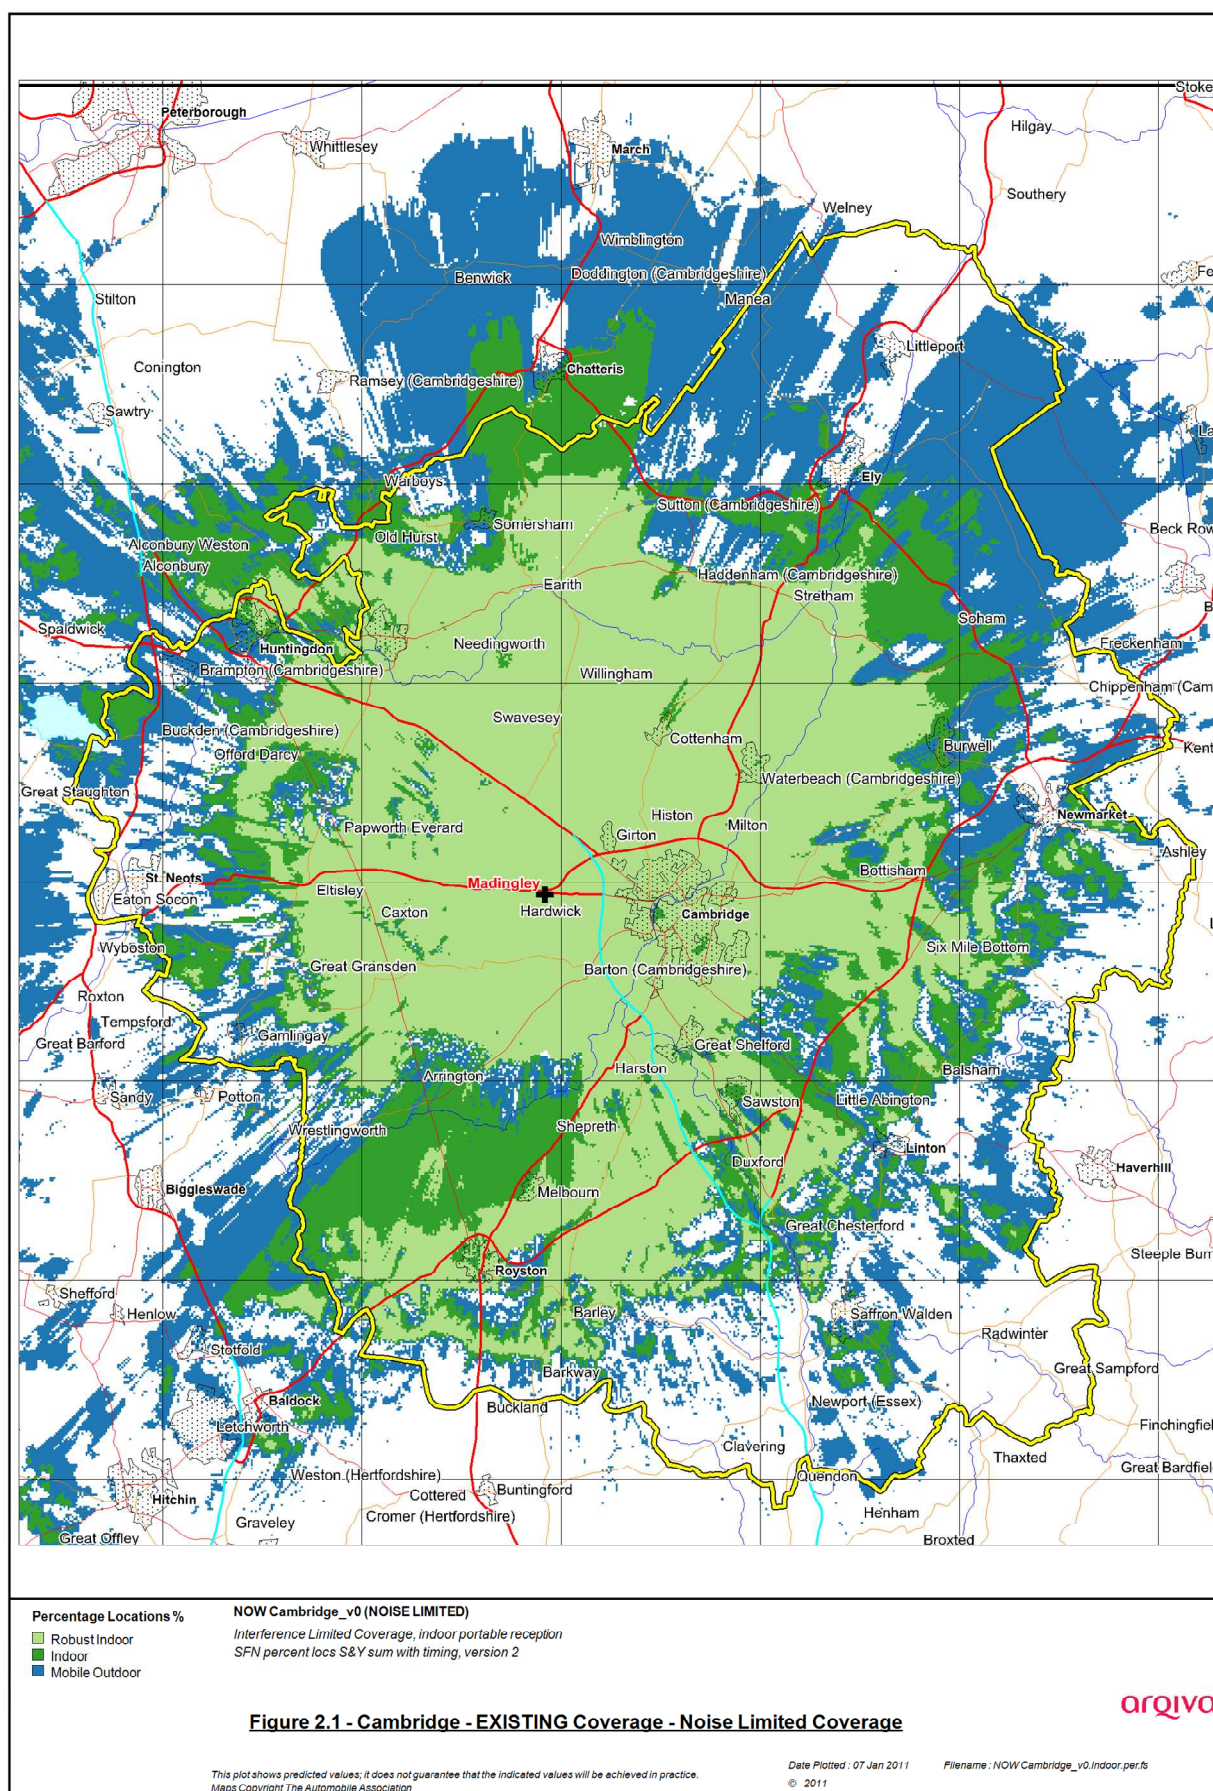 Stoke
Peterborough
Hilgay
Whittlesey
March
Southery
Welney
Wimblington
Doddington (Cambridgeshire)
Benwick
Fe
Manea
Stilton
Littleport
Conington
Chatteris
Ramsey (Cambridgeshire)
Sawtry
La
Warboys
Ely
Sutton (Cambridgeshire)
Somersham
Beck Row
Old Hurst
Alconbury Weston
Alconbury
Haddenham (Cambridgeshire)
Earith
Stretham
B
Spaldwick
Soham
Huntingdon
Needingworth
Freckenham
Brampton (Cambridgeshire)
Willingham
Chippenham (Cam
Swavesey
Buckden (Cambridgeshire)
Cottenham
Burwell
Kent
Offord Darcy
Waterbeach (Cambridgeshire)
Great Staughton
Histon
Newmarket
Papworth Everard
Girton
Milton
Ashley
Bottisham
St. Neots
Madingley
Eltisley
Eaton Socon
Caxton
Hardwick
Cambridge
L
Wyboston
Six Mile Bottom
Great Gransden
Barton (Cambridgeshire)
Roxton
Tempsford
Great Barford
Gamlingay
Great Shelford
Harston
Arrington
Balsham
Sandy
Potton
Sawston
Little Abington
Wrestlingworth
Shepreth
Linton
Duxford
Haverhill
Biggleswade
Melbourn
Great Chesterford
Steeple Bum
Royston
Shefford
Henlow
Barley
Saffron Walden
Radwinter
Stotfold
Great Sampford
Barkway
Baldock
Buckland
Newport (Essex)
Letchworth
Finchingfiel
Clavering
Thaxted
Weston (Hertfordshire)
Quendon
Great Bardfiel
Hitchin
Cottered
Buntingford
Cromer (Hertfordshire)
Henham
Graveley
Great Offley
Broxted
Percentage Locations %
Robust Indoor
Indoor
Mobile Outdoor
NOW Cambridge_v0 (NOISE LIMITED)
Interference Limited Coverage, indoor portable reception
SFN percent locs S&Y sum with timing, version 2
arqiva
Figure 2.1 - Cambridge - EXISTING Coverage - Noise Limited Coverage
This plot shows predicted values; it does not guarantee that the indicated values will be achieved in practice.
Maps Copyright The Automobile Association
Date Plotted : 07 Jan 2011 Filename : NOW Cambridge_v0.indoor.per.fs
© 2011